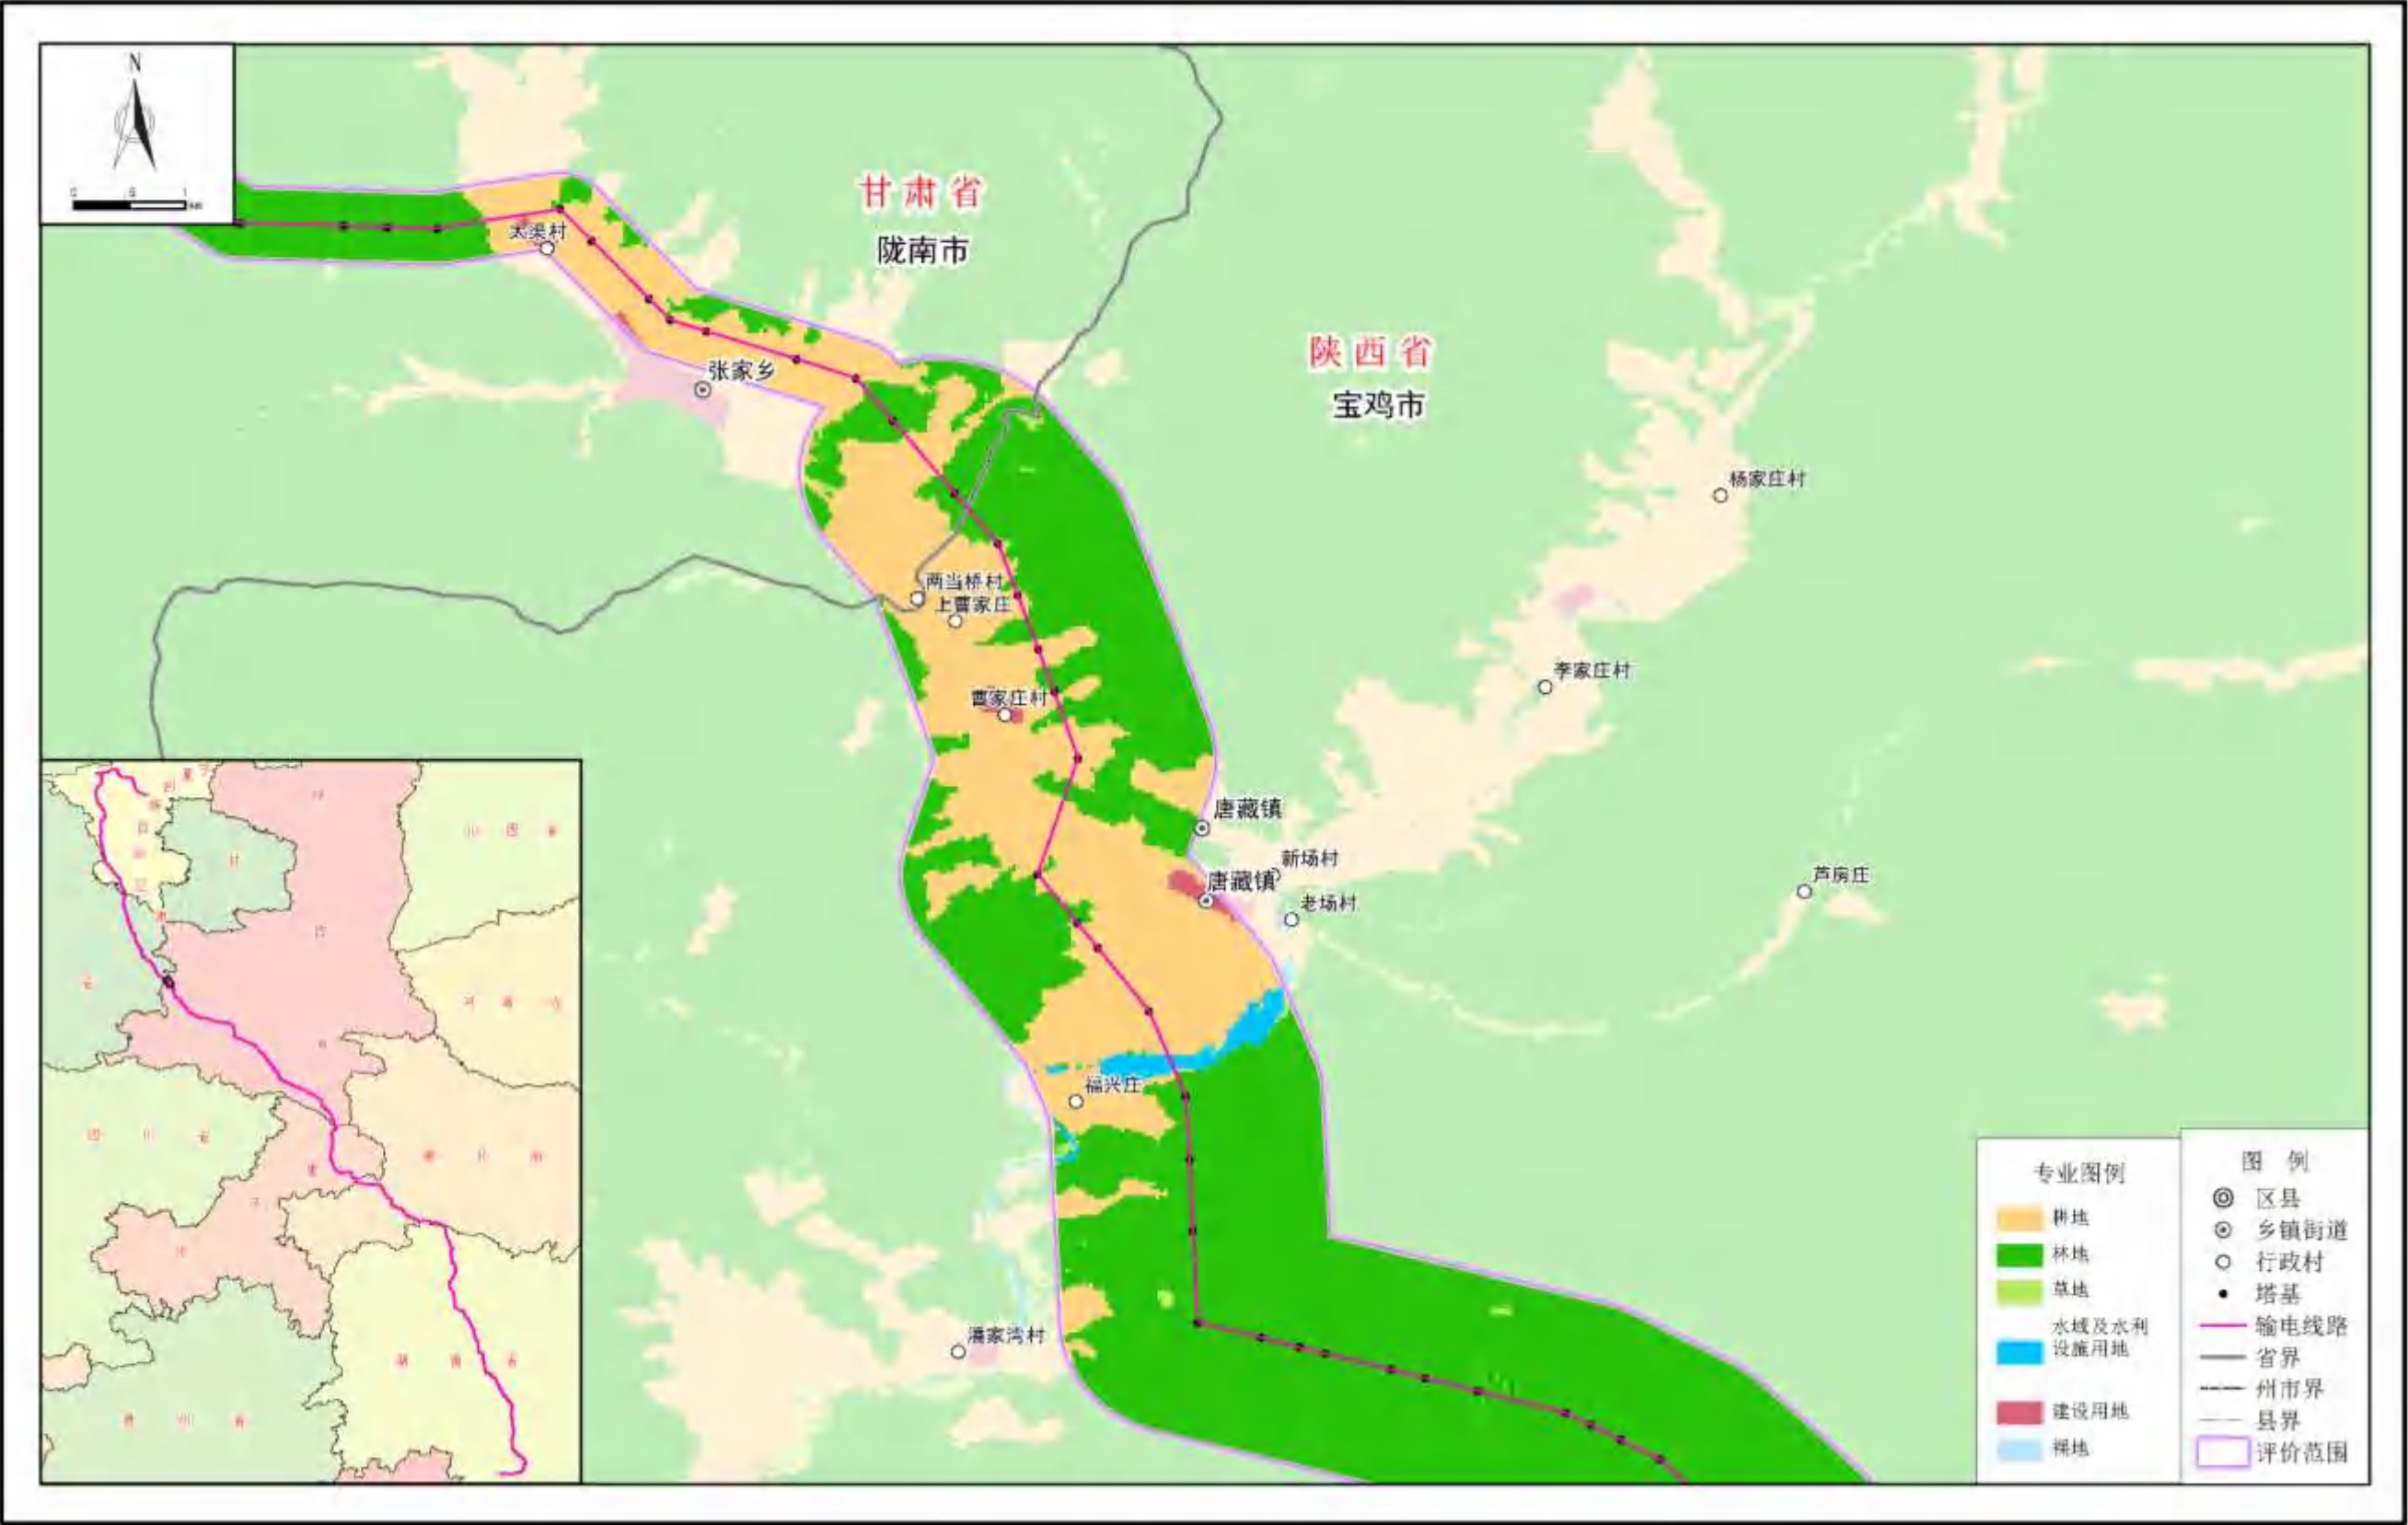 N
甘肃省
陇南市
太渠村
张家乡
陕西省
宝鸡市
杨家庄村
两当桥村
上曹家庄
李家庄村
曹家庄村
唐藏镇
新场村
唐藏镇
老场村
芦房庄
福兴庄
潘家湾村
专业图例
耕地
林地
草地
水域及水利
设施用地
建设用地
裸地
图 例
区县
乡镇街道
行政村
塔基
输电线路
省界
州市界
县界
评价范围